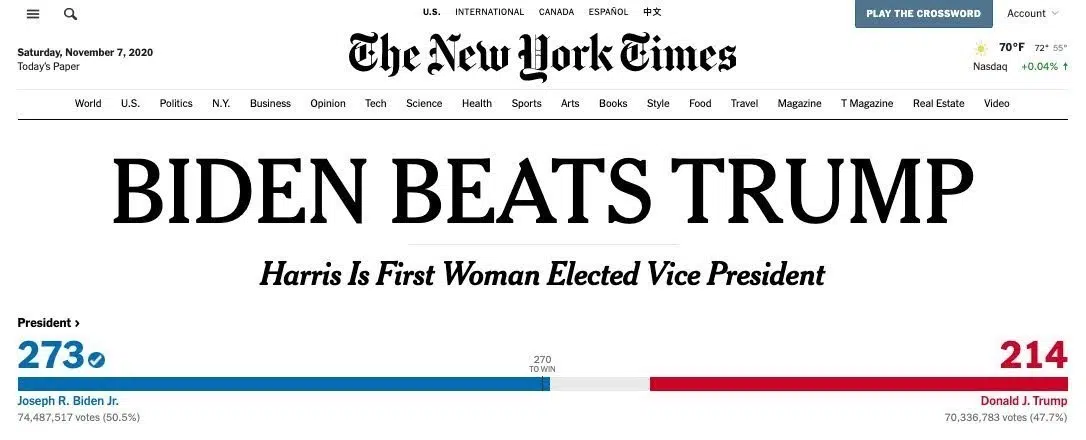 U.S. INTERNATIONAL CANADA ESPAÑOL 中文
PLAY THE CROSSWORD Account
Saturday, November 7, 2020
Today's Paper
The New York Times
70°F 72° 55°
Nasdaq +0.04% ↑
World U.S. Politics N.Y. Business Opinion Tech Science Health Sports Arts Books Style Food Travel Magazine T Magazine Real Estate Video
BIDEN BEATS TRUMP
Harris Is First Woman Elected Vice President
President ›
273
270
TO WIN
214
Joseph R. Biden Jr.
Donald J. Trump
74,487,517 votes (50.5%)
70,336,783 votes (47.7%)